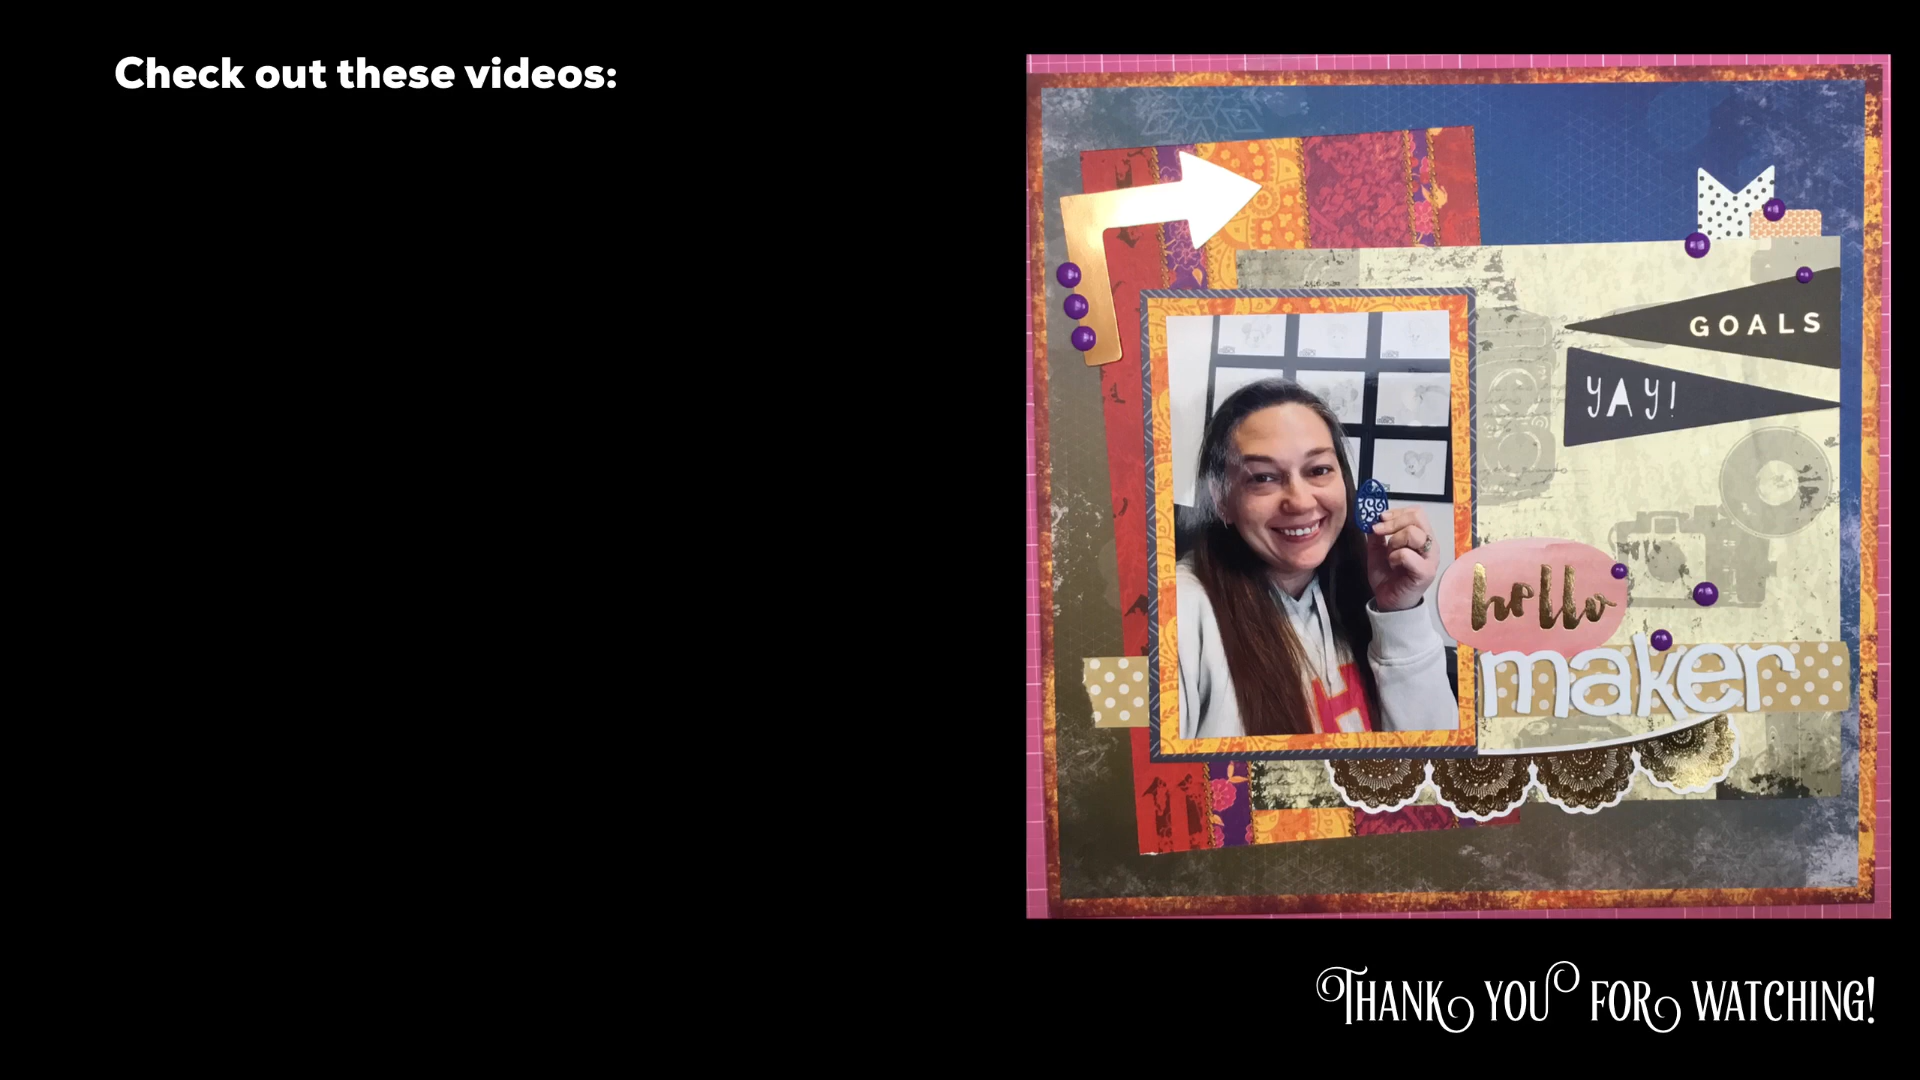 Check out these videos:
GOALS
YAY!
hello
maker
Thank you for watching!